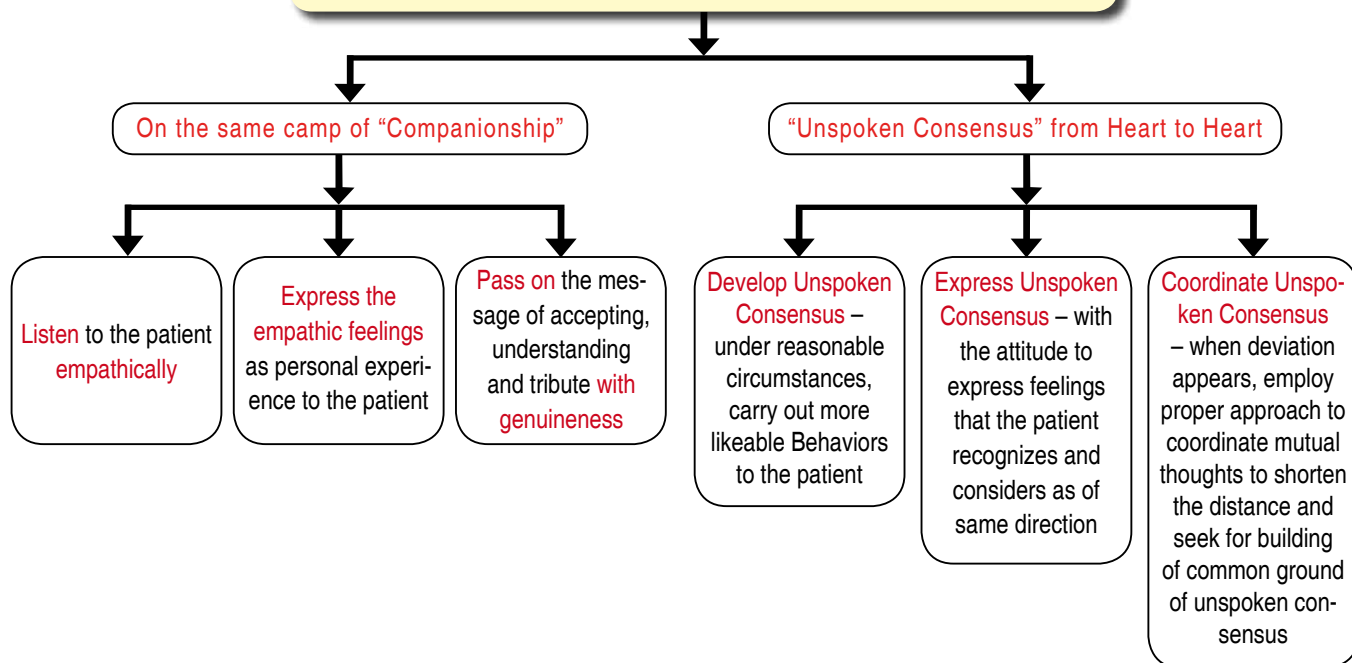 On the same camp of “Companionship”
“Unspoken Consensus” from Heart to Heart
Listen to the patient
empathically
Express the
empathic feelings
as personal experi-
ence to the patient
Pass on the mes-
sage of accepting,
understanding
and tribute with
genuineness
Develop Unspoken
Consensus –
under reasonable
circumstances,
carry out more
likeable Behaviors
to the patient
Express Unspoken
Consensus – with
the attitude to
express feelings
that the patient
recognizes and
considers as of
same direction
Coordinate Unspo-
ken Consensus
– when deviation
appears, employ
proper approach to
coordinate mutual
thoughts to shorten
the distance and
seek for building
of common ground
of unspoken con-
sensus